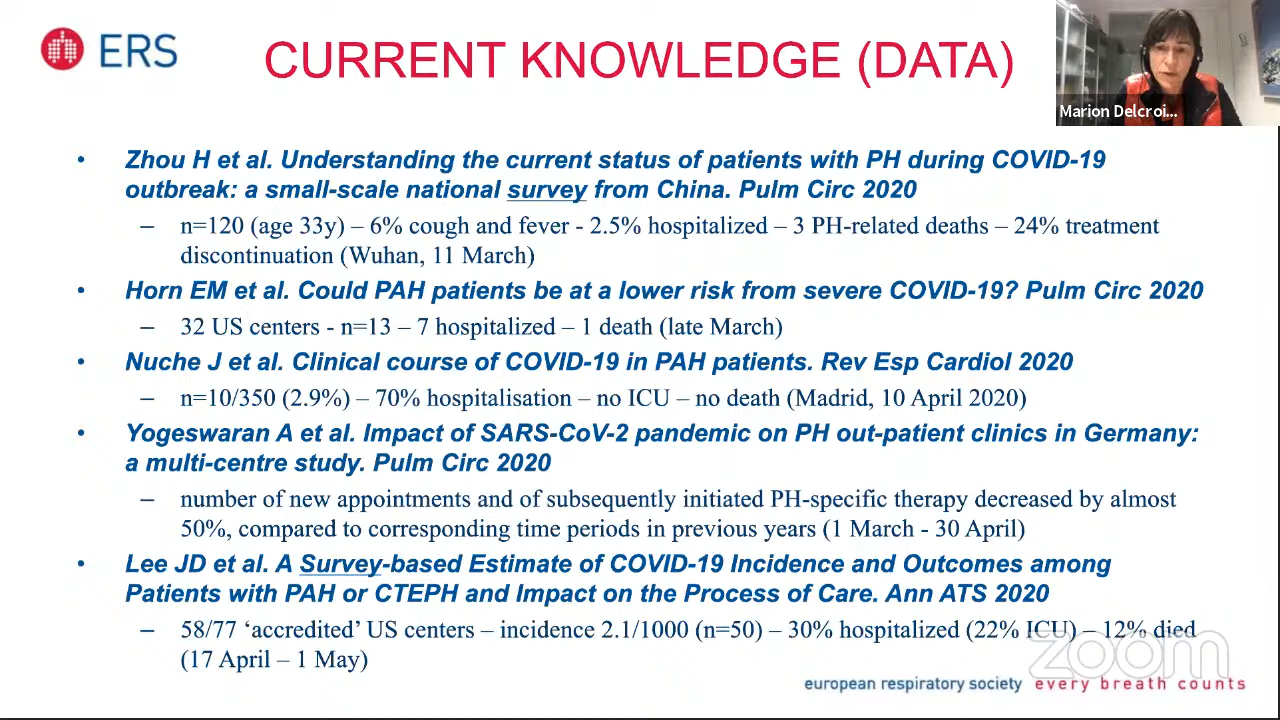 ERS
CURRENT KNOWLEDGE (DATA)
Marion Delcroi...
• Zhou H et al. Understanding the current status of patients with PH during COVID-19
outbreak: a small-scale national survey from China. Pulm Circ 2020
– n=120 (age 33y) – 6% cough and fever - 2.5% hospitalized – 3 PH-related deaths – 24% treatment
discontinuation (Wuhan, 11 March)
• Horn EM et al. Could PAH patients be at a lower risk from severe COVID-19? Pulm Circ 2020
– 32 US centers - n=13 – 7 hospitalized – 1 death (late March)
• Nuche J et al. Clinical course of COVID-19 in PAH patients. Rev Esp Cardiol 2020
– n=10/350 (2.9%) – 70% hospitalisation – no ICU – no death (Madrid, 10 April 2020)
• Yogeswaran A et al. Impact of SARS-CoV-2 pandemic on PH out-patient clinics in Germany:
a multi-centre study. Pulm Circ 2020
– number of new appointments and of subsequently initiated PH-specific therapy decreased by almost
50%, compared to corresponding time periods in previous years (1 March - 30 April)
• Lee JD et al. A Survey-based Estimate of COVID-19 Incidence and Outcomes among
Patients with PAH or CTEPH and Impact on the Process of Care. Ann ATS 2020
– 58/77 ‘accredited’ US centers – incidence 2.1/1000 (n=50) – 30% hospitalized (22% ICU) – 12% died
(17 April – 1 May)
zoom
european respiratory society every breath counts